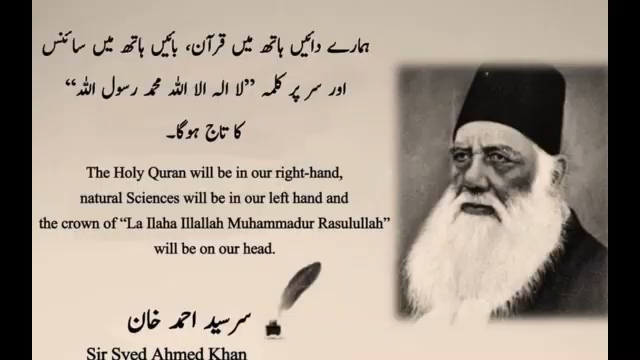 ہمارے دائیں ہاتھ میں قرآن، بائیں ہاتھ میں سائنس
اور سر پر کلمہ ”لا الہ الا اللہ محمد رسول اللہ“
کا تاج ہوگا۔
The Holy Quran will be in our right-hand,
natural Sciences will be in our left hand and
the crown of “La Ilaha Illallah Muhammadur Rasulullah”
will be on our head.
سرسید احمد خان
Sir Syed Ahmed Khan